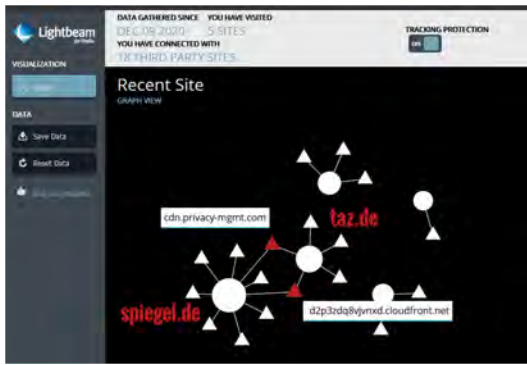 Lightbeam
DATA GATHERED SINCE
DEC 09, 2020
YOU HAVE VISITED
5 SITES
YOU HAVE CONNECTED WITH
18 THIRD PARTY SITES
TRACKING PROTECTION
ON
VISUALIZATION
DATA
Save Data
Reset Data
Recent Site
GRAPH VIEW
taz.de
cdn.privacy-mgmt.com
spiegel.de
d2p3zdq8vjvnxd.cloudfront.net